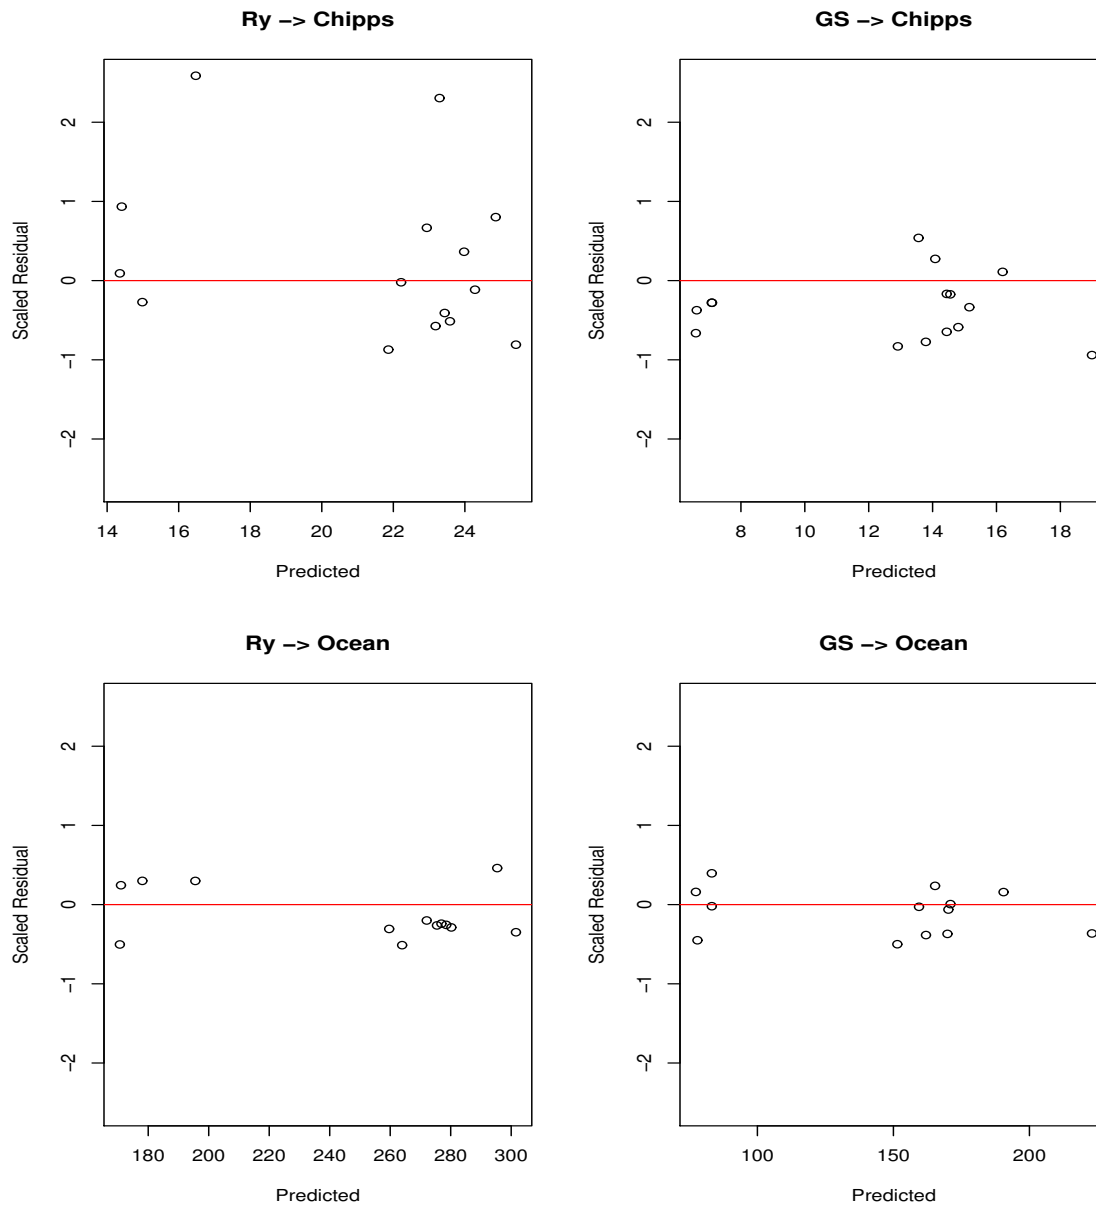 Ry −> Chipps
Scaled Residual
2
1
0
−1
−2
14 16 18 20 22 24
Predicted
GS −> Chipps
Scaled Residual
2
1
0
−1
−2
8 12 14 16 18
Predicted
Ry −> Ocean
Scaled Residual
2
1
0
−1
−2
180 200 220 240 260 280 300
Predicted
GS −> Ocean
Scaled Residual
2
1
0
−1
−2
100 150 200
Predicted